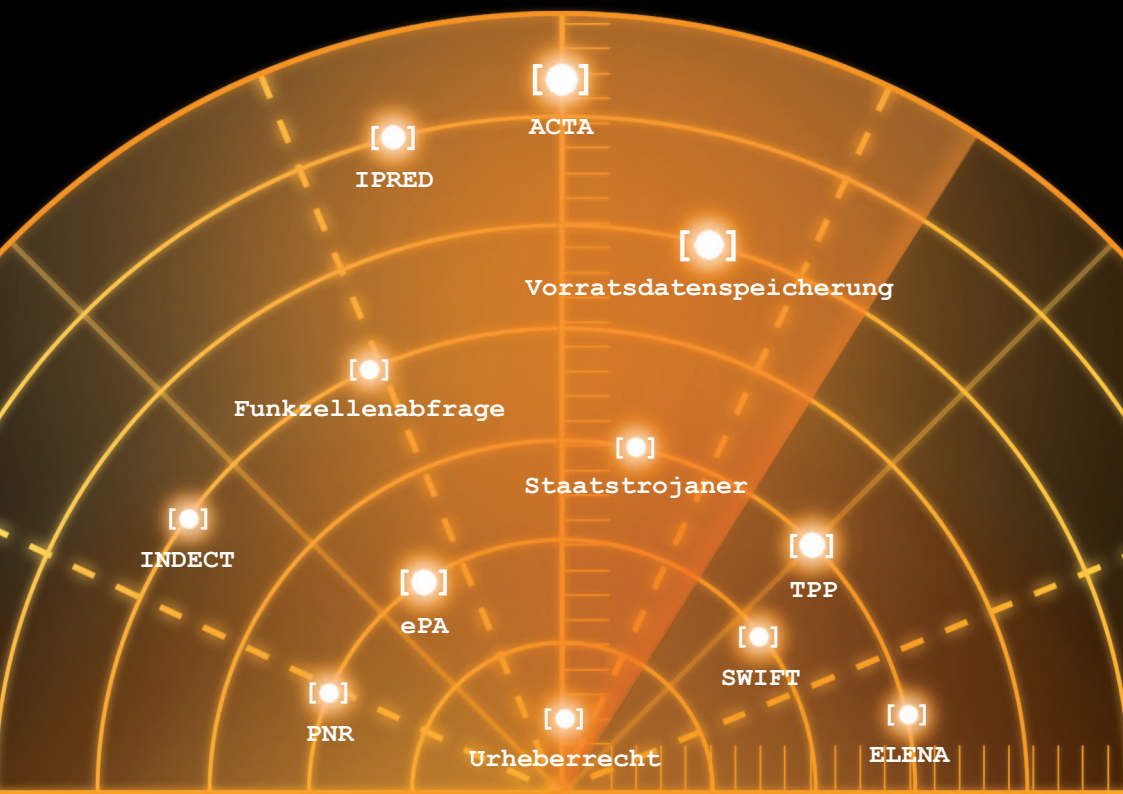 ACTA
IPRED
Vorratsdatenspeicherung
Funkzellenabfrage
Staatstrojaner
INDECT
TPP
ePA
SWIFT
PNR
ELENA
Urheberrecht